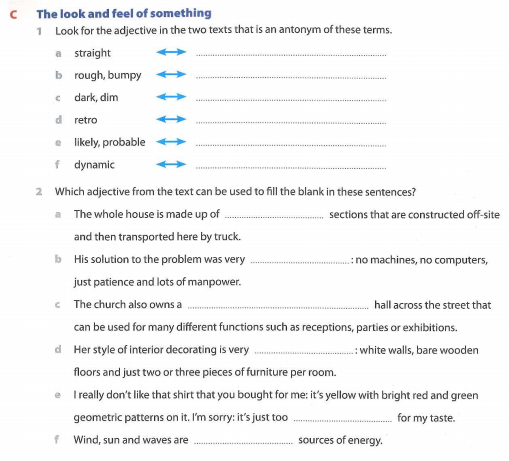 C The look and feel of something
1 Look for the adjective in the two texts that is an antonym of these terms.
a straight
b rough, bumpy
c dark, dim
d retro
e likely, probable
f dynamic
2 Which adjective from the text can be used to fill the blank in these sentences?
a The whole house is made up of .................... sections that are constructed off-site
and then transported here by truck.
b His solution to the problem was very .................... : no machines, no computers,
just patience and lots of manpower.
c The church also owns a .................... hall across the street that
can be used for many different functions such as receptions, parties or exhibitions.
d Her style of interior decorating is very .................... : white walls, bare wooden
floors and just two or three pieces of furniture per room.
e I really don't like that shirt that you bought for me: it's yellow with bright red and green
geometric patterns on it. I'm sorry: it's just too .................... for my taste.
f Wind, sun and waves are .................... sources of energy.